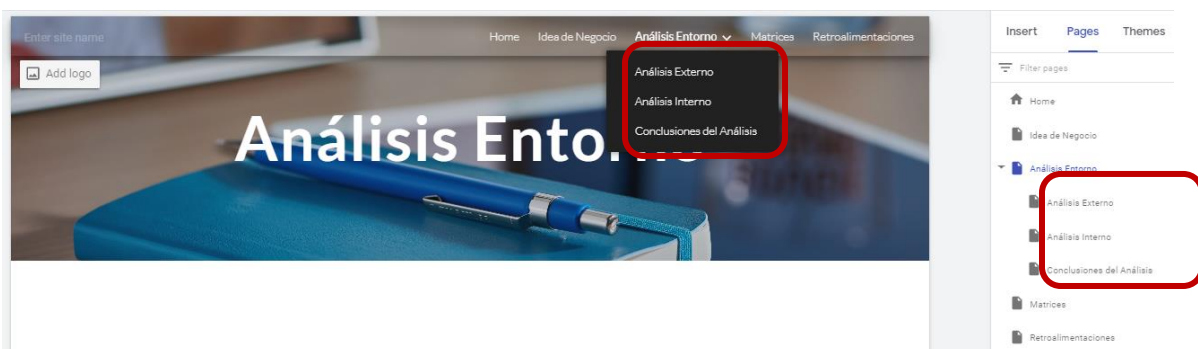 Enter site name
Home Idea de Negocio Análisis Entorno Matrices Retroalimentaciones
Add logo
Análisis Externo
Análisis Interno
Conclusiones del Análisis
Análisis Ento
Insert Pages Themes
Filter pages
Home
Idea de Negocio
Análisis Entorno
Análisis Externo
Análisis Interno
Conclusiones del Análisis
Matrices
Retroalimentaciones